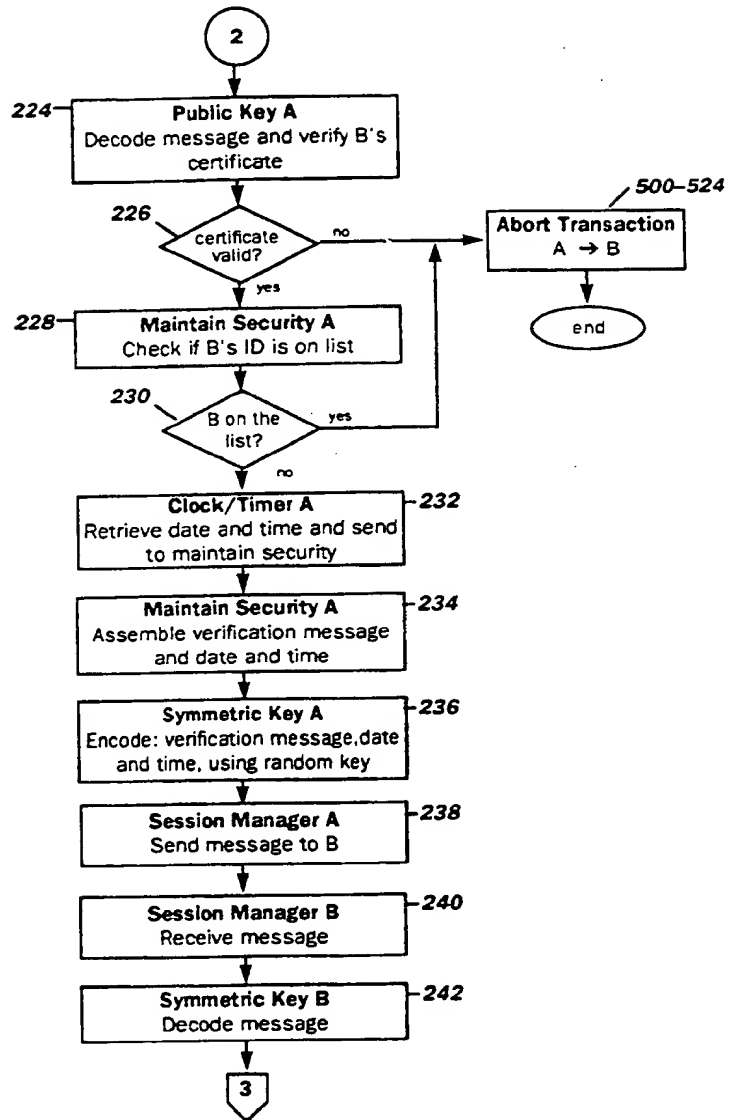 2
224
Public Key A
Decode message and verify B's
certificate
226
certificate
valid?
no
500-524
Abort Transaction
A → B
end
yes
228
Maintain Security A
Check if B's ID is on list
230
B on the
list?
yes
no
Clock/Timer A
Retrieve date and time and send
to maintain security
232
Maintain Security A
Assemble verification message
and date and time
234
Symmetric Key A
Encode: verification message,date
and time, using random key
236
Session Manager A
Send message to B
238
Session Manager B
Receive message
240
Symmetric Key B
Decode message
242
3